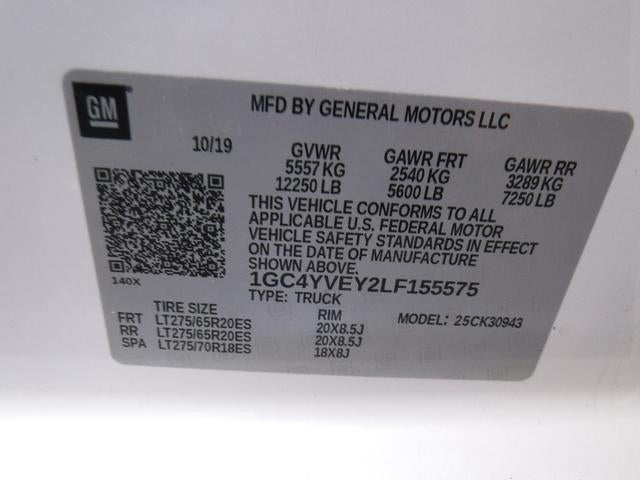 GM
MFD BY GENERAL MOTORS LLC
10/19 GVWR GAWR FRT GAWR RR
5557 KG 2540 KG 3289 KG
12250 LB 5600 LB 7250 LB
THIS VEHICLE CONFORMS TO ALL
APPLICABLE U.S. FEDERAL MOTOR
VEHICLE SAFETY STANDARDS IN EFFECT
ON THE DATE OF MANUFACTURE
SHOWN ABOVE.
140X 1GC4YVEY2LF155575
TYPE: TRUCK
TIRE SIZE RIM MODEL: 25CK30943
FRT LT275/65R20ES 20X8.5J
RR LT275/65R20ES 20X8.5J
SPA LT275/70R18ES 18X8J